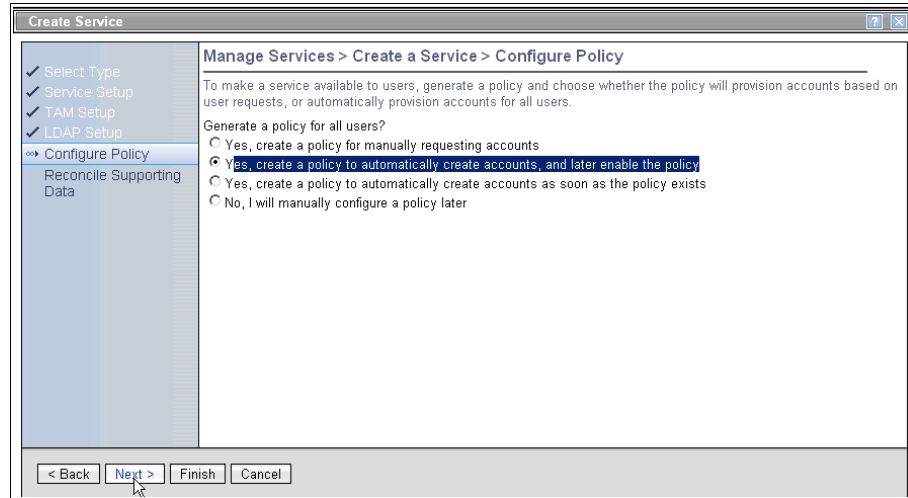 Create Service
Select Type
Service Setup
TAM Setup
LDAP Setup
Configure Policy
Reconcile Supporting
Data
Manage Services > Create a Service > Configure Policy
To make a service available to users, generate a policy and choose whether the policy will provision accounts based on
user requests, or automatically provision accounts for all users.
Generate a policy for all users?
Yes, create a policy for manually requesting accounts
Yes, create a policy to automatically create accounts, and later enable the policy
Yes, create a policy to automatically create accounts as soon as the policy exists
No, I will manually configure a policy later
< Back Next > Finish Cancel